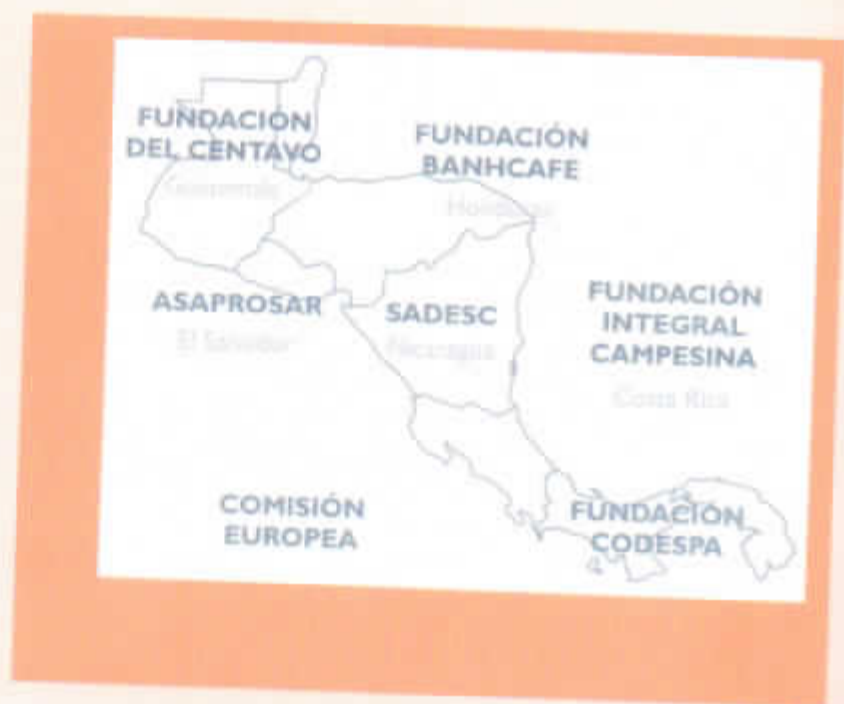 FUNDACIÓN
DEL CENTAVO
Guatemala
FUNDACIÓN
BANHCAFE
Honduras
ASAPROSAR
El Salvador
SADESC
Nicaragua
FUNDACIÓN
INTEGRAL
CAMPESINA
Costa Rica
COMISIÓN
EUROPEA
FUNDACIÓN
CODESPA